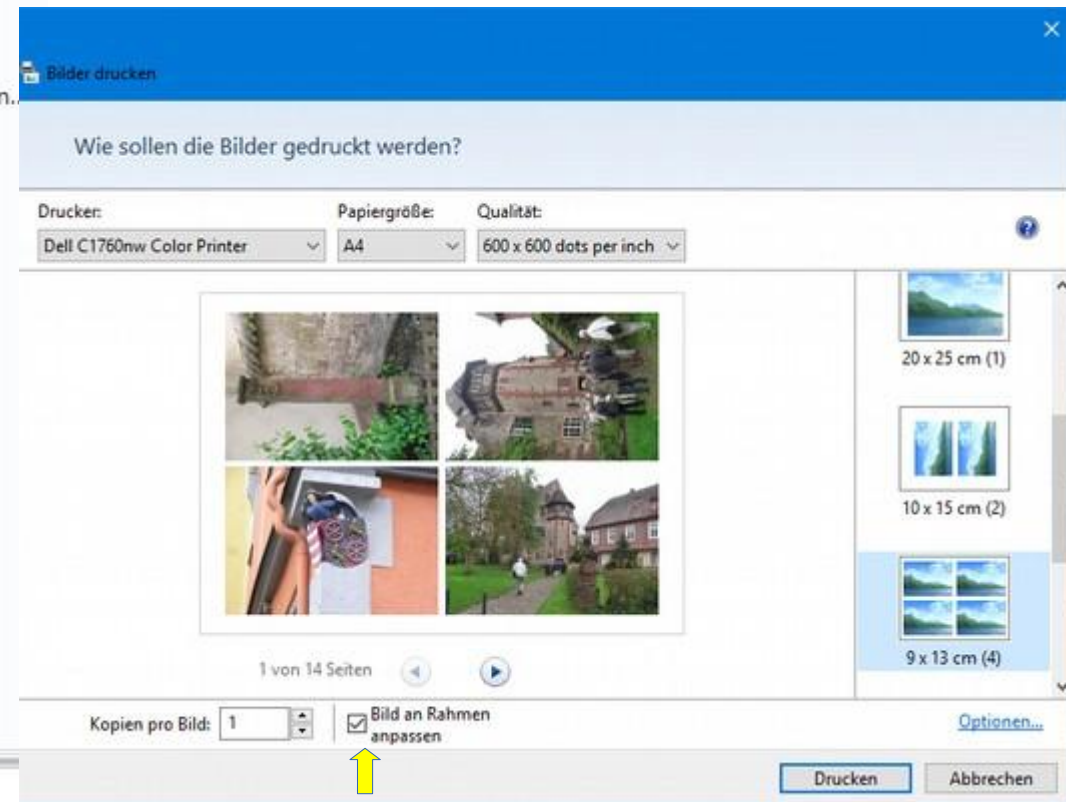 n..
Bilder drucken
Wie sollen die Bilder gedruckt werden?
Drucker: Papiergröße: Qualität:
Dell C1760nw Color Printer A4 600 x 600 dots per inch
20 x 25 cm (1)
10 x 15 cm (2)
9 x 13 cm (4)
1 von 14 Seiten
Kopien pro Bild: 1 Bild an Rahmen
anpassen
Optionen...
Drucken Abbrechen